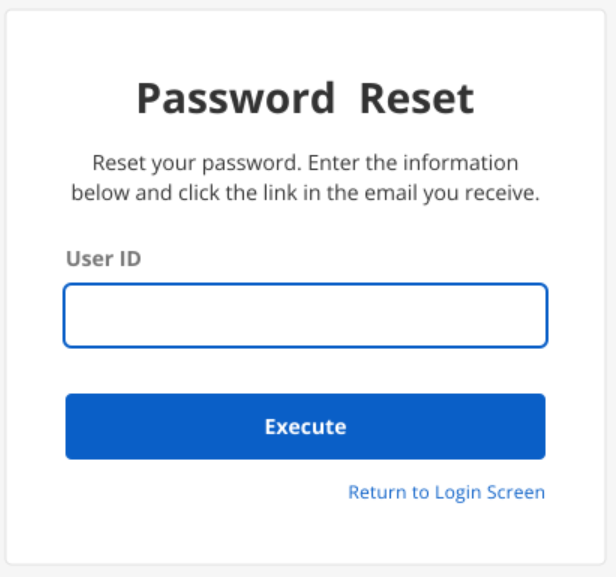 Password Reset
Reset your password. Enter the information
below and click the link in the email you receive.
User ID
Execute
Return to Login Screen